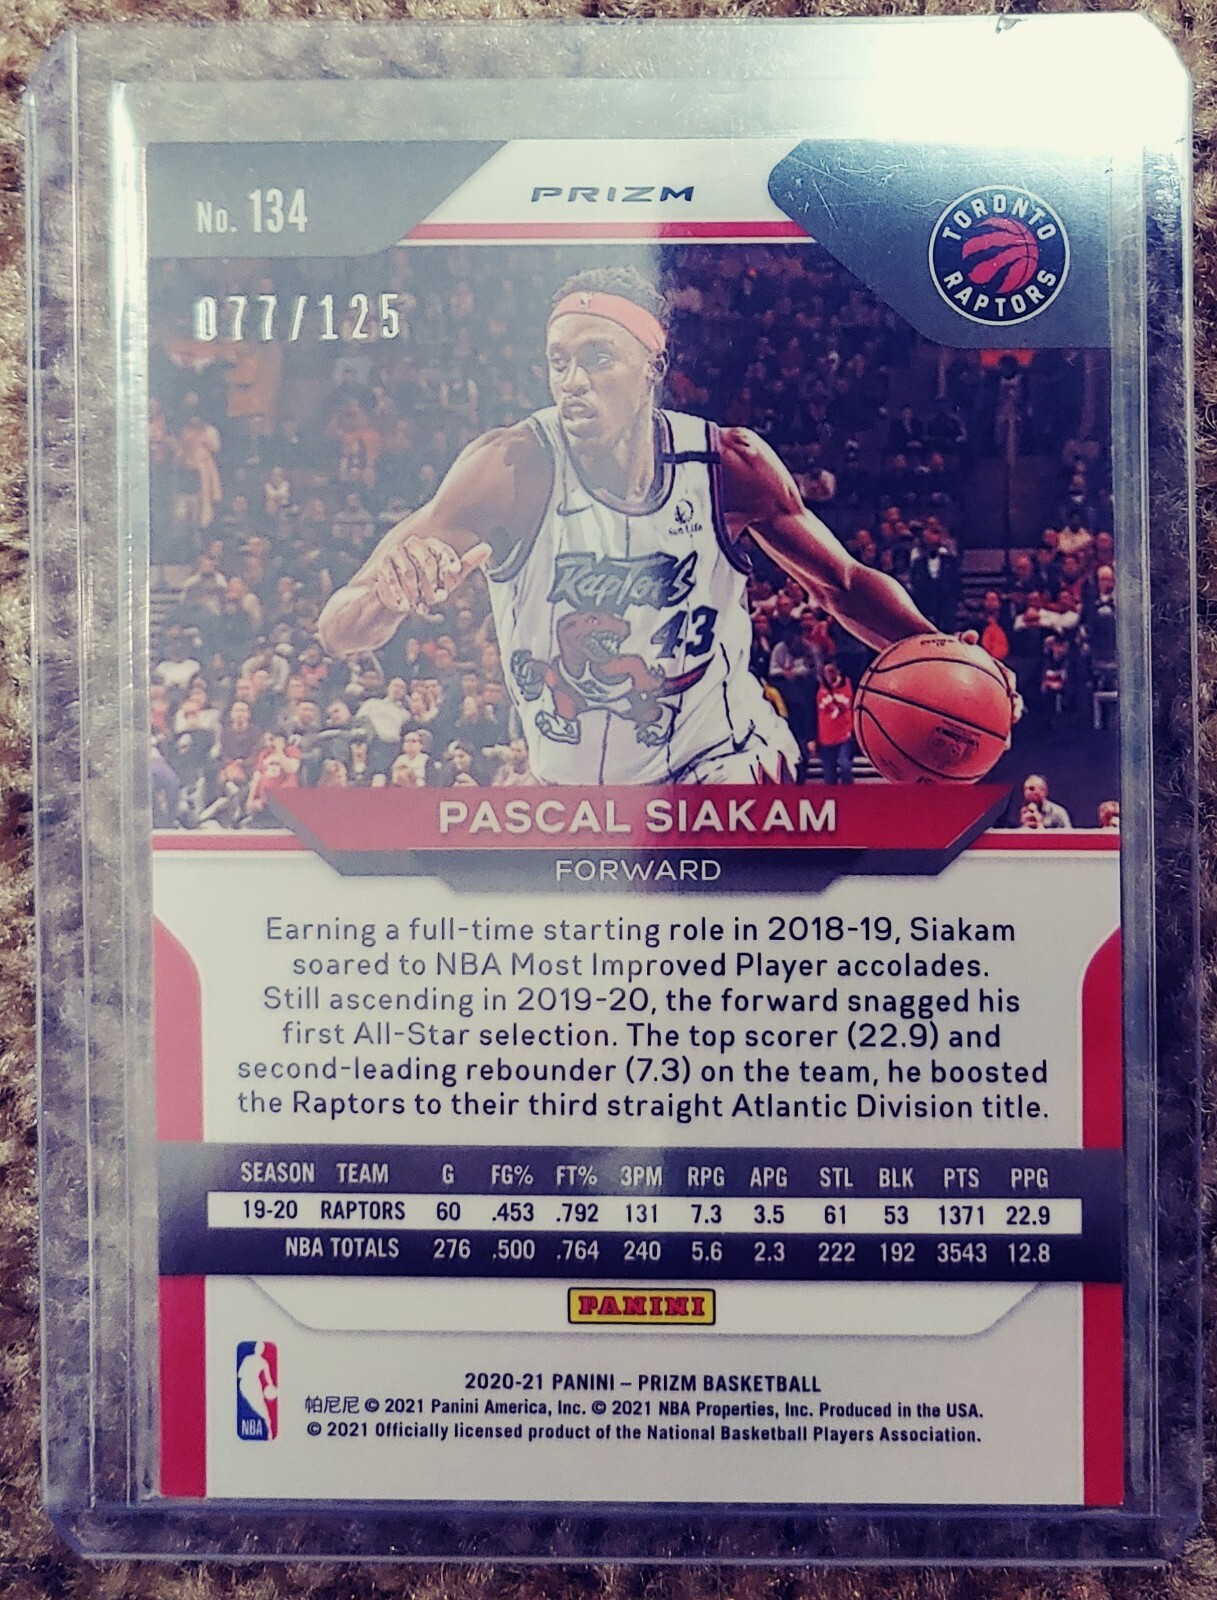 No. 134
PRIZM
TORONTO
RAPTORS
077/125
Sun Life
RAPTORS
43
PASCAL SIAKAM
FORWARD
Earning a full-time starting role in 2018-19, Siakam
soared to NBA Most Improved Player accolades.
Still ascending in 2019-20, the forward snagged his
first All-Star selection. The top scorer (22.9) and
second-leading rebounder (7.3) on the team, he boosted
the Raptors to their third straight Atlantic Division title.
SEASON TEAM G FG% FT% 3PM RPG APG STL BLK PTS PPG
19-20 RAPTORS 60 .453 .792 131 7.3 3.5 61 53 1371 22.9
NBA TOTALS 276 .500 .764 240 5.6 2.3 222 192 3543 12.8
PANINI
NBA
2020-21 PANINI – PRIZM BASKETBALL
帕尼尼 © 2021 Panini America, Inc. © 2021 NBA Properties, Inc. Produced in the USA.
© 2021 Officially licensed product of the National Basketball Players Association.